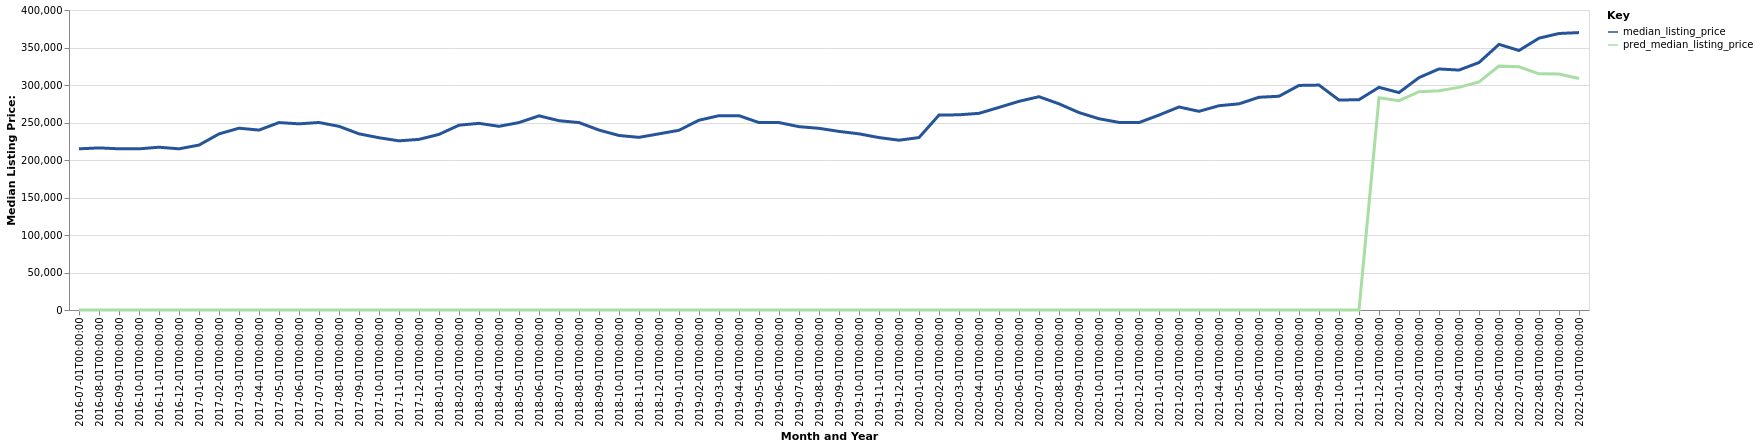 400,000
350,000
300,000
250,000
200,000
150,000
100,000
50,000
0
Median Listing Price:
2016-07-01T00:00:00
2016-08-01T00:00:00
2016-09-01T00:00:00
2016-10-01T00:00:00
2016-11-01T00:00:00
2016-12-01T00:00:00
2017-01-01T00:00:00
2017-02-01T00:00:00
2017-03-01T00:00:00
2017-04-01T00:00:00
2017-05-01T00:00:00
2017-06-01T00:00:00
2017-07-01T00:00:00
2017-08-01T00:00:00
2017-09-01T00:00:00
2017-10-01T00:00:00
2017-11-01T00:00:00
2017-12-01T00:00:00
2018-01-01T00:00:00
2018-02-01T00:00:00
2018-03-01T00:00:00
2018-04-01T00:00:00
2018-05-01T00:00:00
2018-06-01T00:00:00
2018-07-01T00:00:00
2018-08-01T00:00:00
2018-09-01T00:00:00
2018-10-01T00:00:00
2018-11-01T00:00:00
2018-12-01T00:00:00
2019-01-01T00:00:00
2019-02-01T00:00:00
2019-03-01T00:00:00
2019-04-01T00:00:00
2019-05-01T00:00:00
2019-06-01T00:00:00
2019-07-01T00:00:00
2019-08-01T00:00:00
2019-09-01T00:00:00
2019-10-01T00:00:00
2019-11-01T00:00:00
2019-12-01T00:00:00
2020-01-01T00:00:00
2020-02-01T00:00:00
2020-03-01T00:00:00
2020-04-01T00:00:00
2020-05-01T00:00:00
2020-06-01T00:00:00
2020-07-01T00:00:00
2020-08-01T00:00:00
2020-09-01T00:00:00
2020-10-01T00:00:00
2020-11-01T00:00:00
2020-12-01T00:00:00
2021-01-01T00:00:00
2021-02-01T00:00:00
2021-03-01T00:00:00
2021-04-01T00:00:00
2021-05-01T00:00:00
2021-06-01T00:00:00
2021-07-01T00:00:00
2021-08-01T00:00:00
2021-09-01T00:00:00
2021-10-01T00:00:00
2021-11-01T00:00:00
2021-12-01T00:00:00
2022-01-01T00:00:00
2022-02-01T00:00:00
2022-03-01T00:00:00
2022-04-01T00:00:00
2022-05-01T00:00:00
2022-06-01T00:00:00
2022-07-01T00:00:00
2022-08-01T00:00:00
2022-09-01T00:00:00
2022-10-01T00:00:00
Month and Year
Key
median_listing_price
pred_median_listing_price